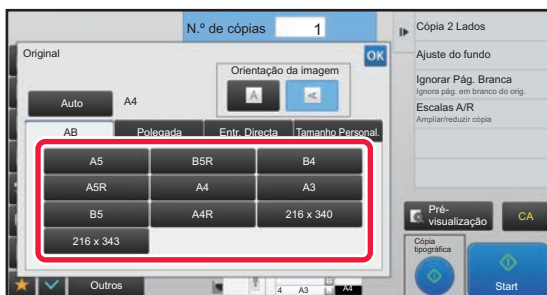 N.º de cópias 1
Original
OK
Orientação da imagem
A A
Auto A4
AB Polegada Entr. Directa Tamanho Personal.
A5 B5R B4
A5R A4 A3
B5 A4R 216 x 340
216 x 343
Outros
4 A3 A4
Cópia 2 Lados
Ajuste do fundo
Ignorar Pág. Branca
Ignora pág. em branco do orig.
Escalas A/R
Ampliar/reduzir cópia
Pré-
visualização
CA
Cópia
tipográfica
Start